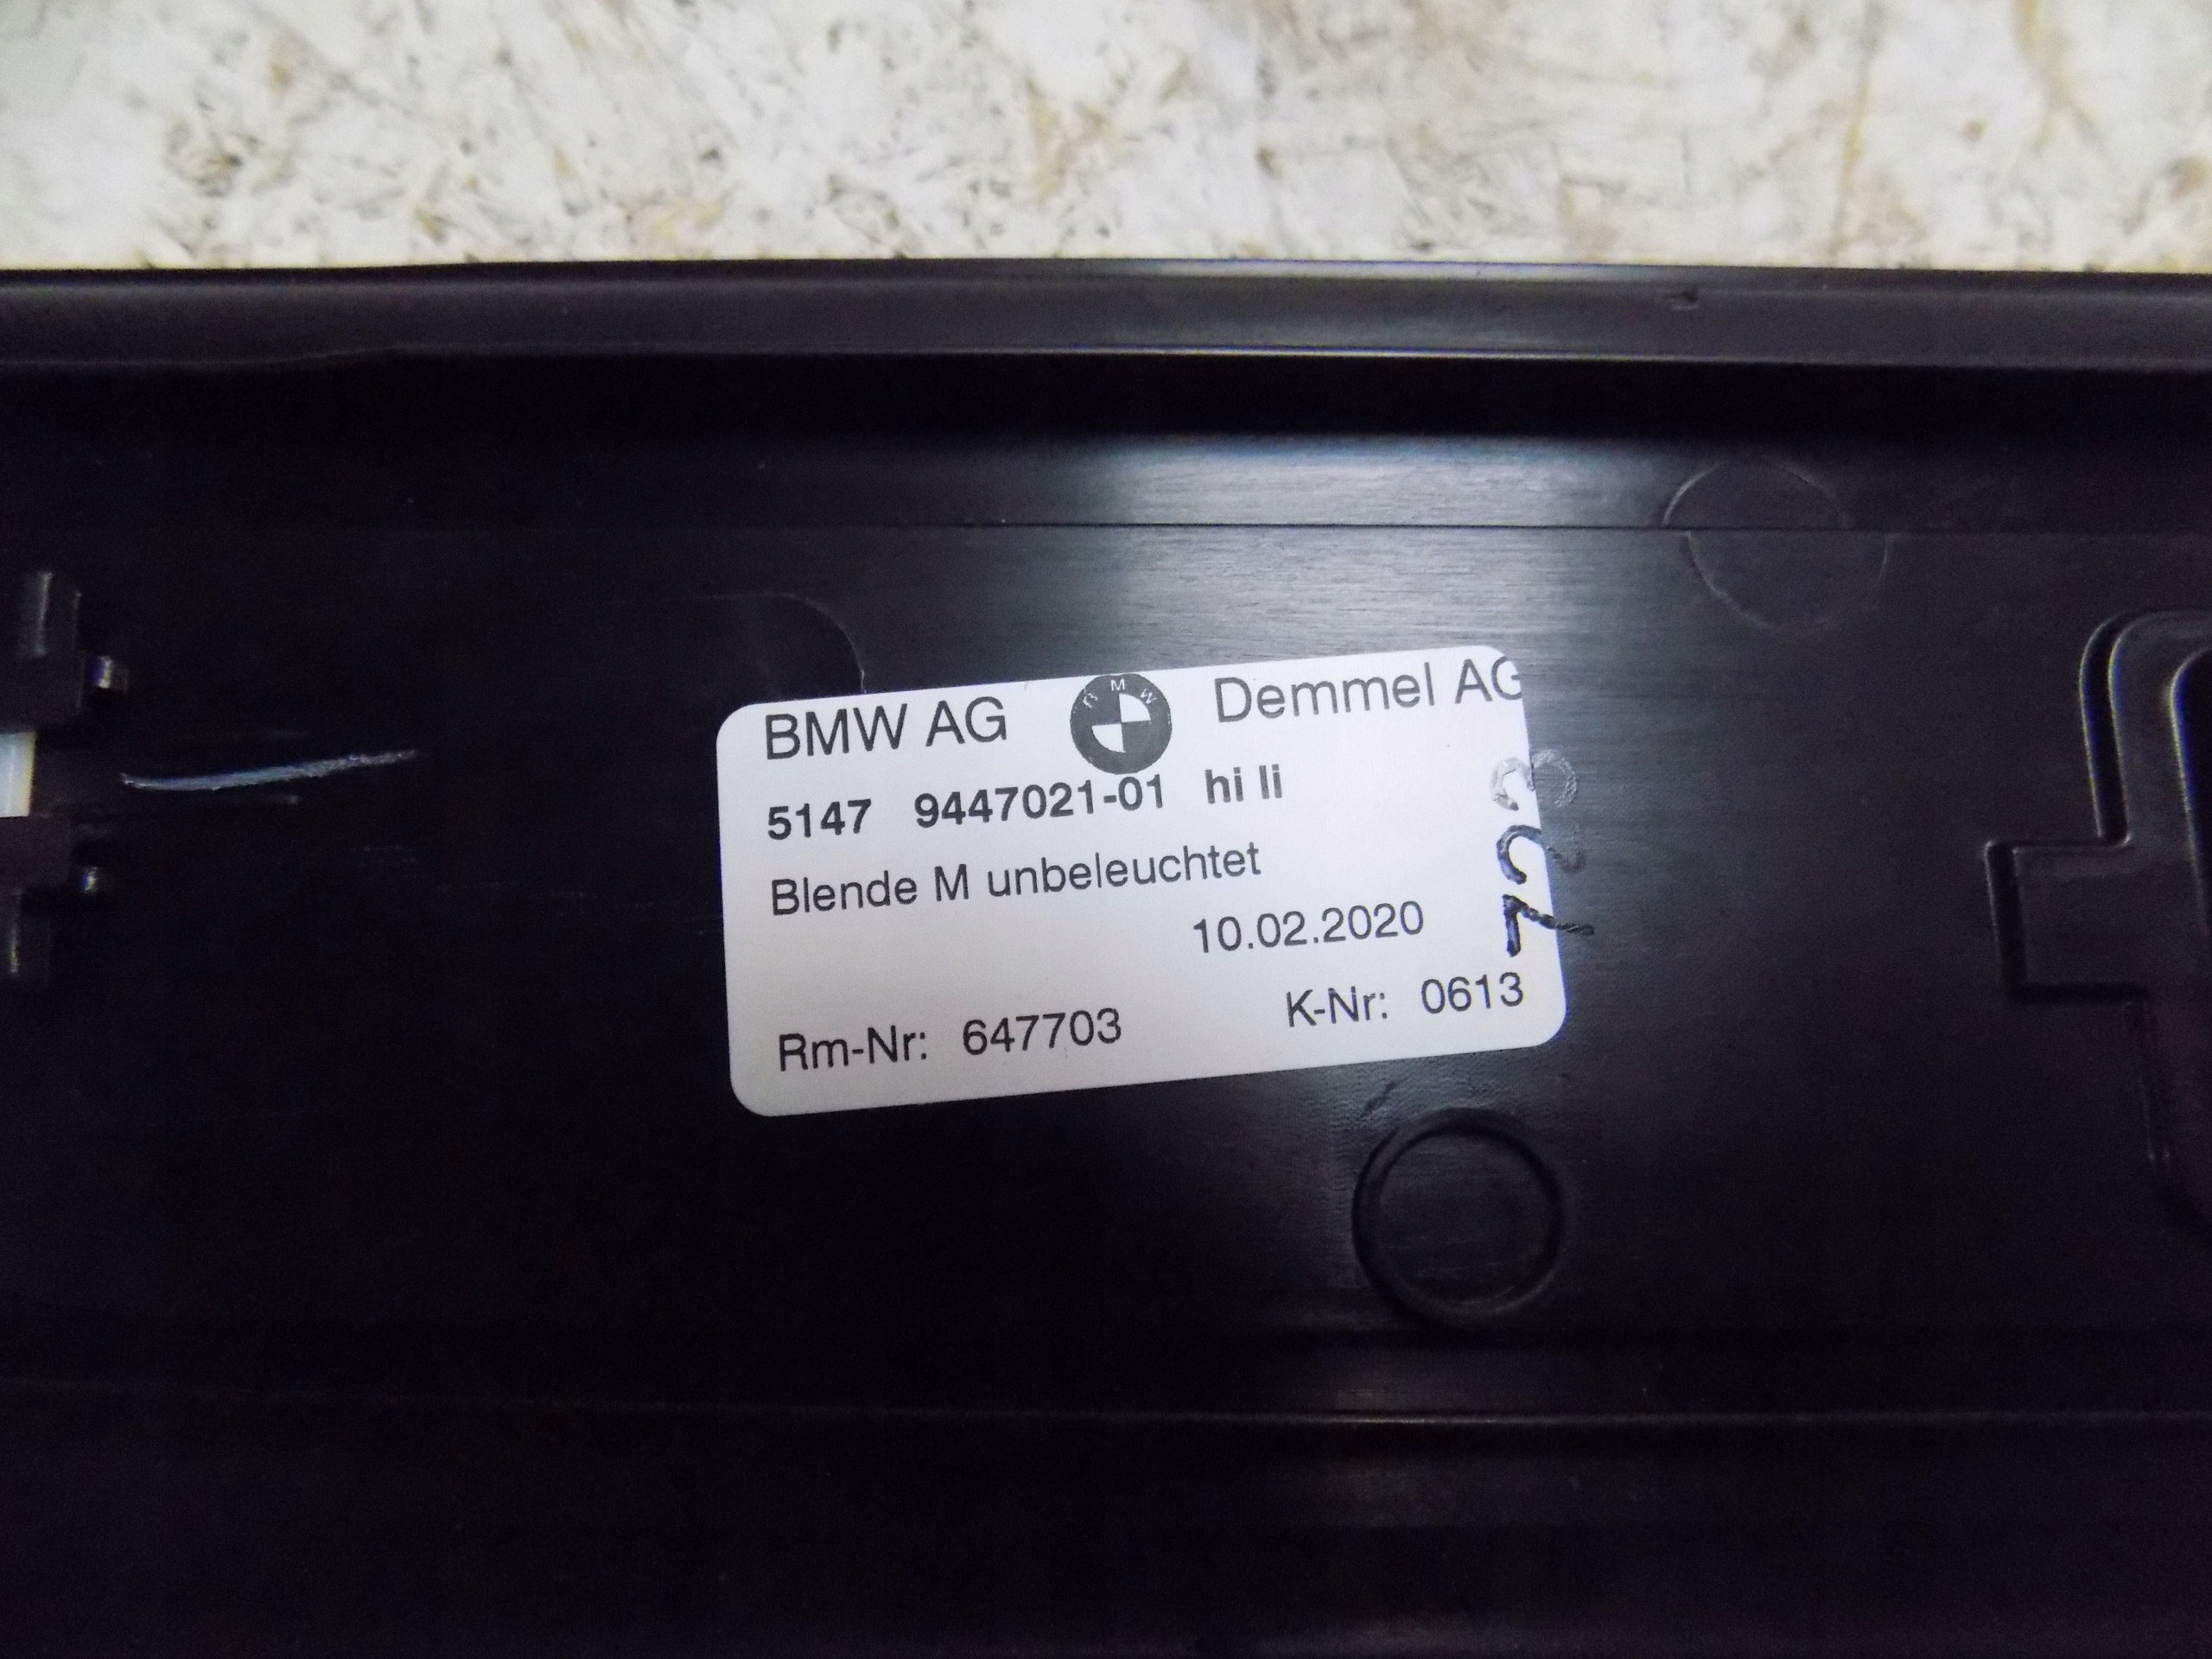 BMW AG BMW Demmel AG
5147 9447021-01 hi li
Blende M unbeleuchtet
10.02.2020
Rm-Nr: 647703 K-Nr: 0613